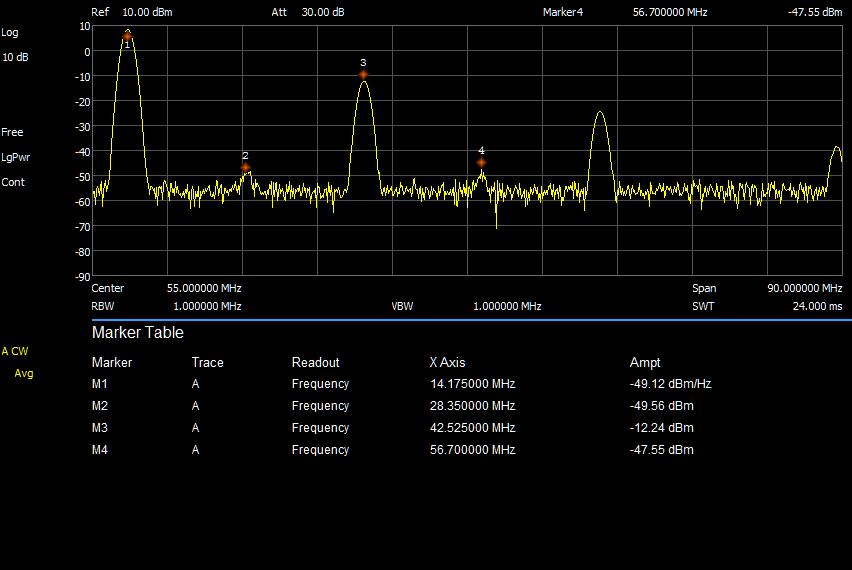 Ref 10.00 dBm Att 30.00 dB Marker4 56.700000 MHz -47.55 dBm
Log
10 dB
Free
LgPwr
Cont
10
0
-10
-20
-30
-40
-50
-60
-70
-80
-90
1
2
3
4
Center 55.000000 MHz Span 90.000000 MHz
RBW 1.000000 MHz VBW 1.000000 MHz SWT 24.000 ms
Marker Table
A CW
Avg
Marker Trace Readout X Axis Ampt
M1 A Frequency 14.175000 MHz -49.12 dBm/Hz
M2 A Frequency 28.350000 MHz -49.56 dBm
M3 A Frequency 42.525000 MHz -12.24 dBm
M4 A Frequency 56.700000 MHz -47.55 dBm